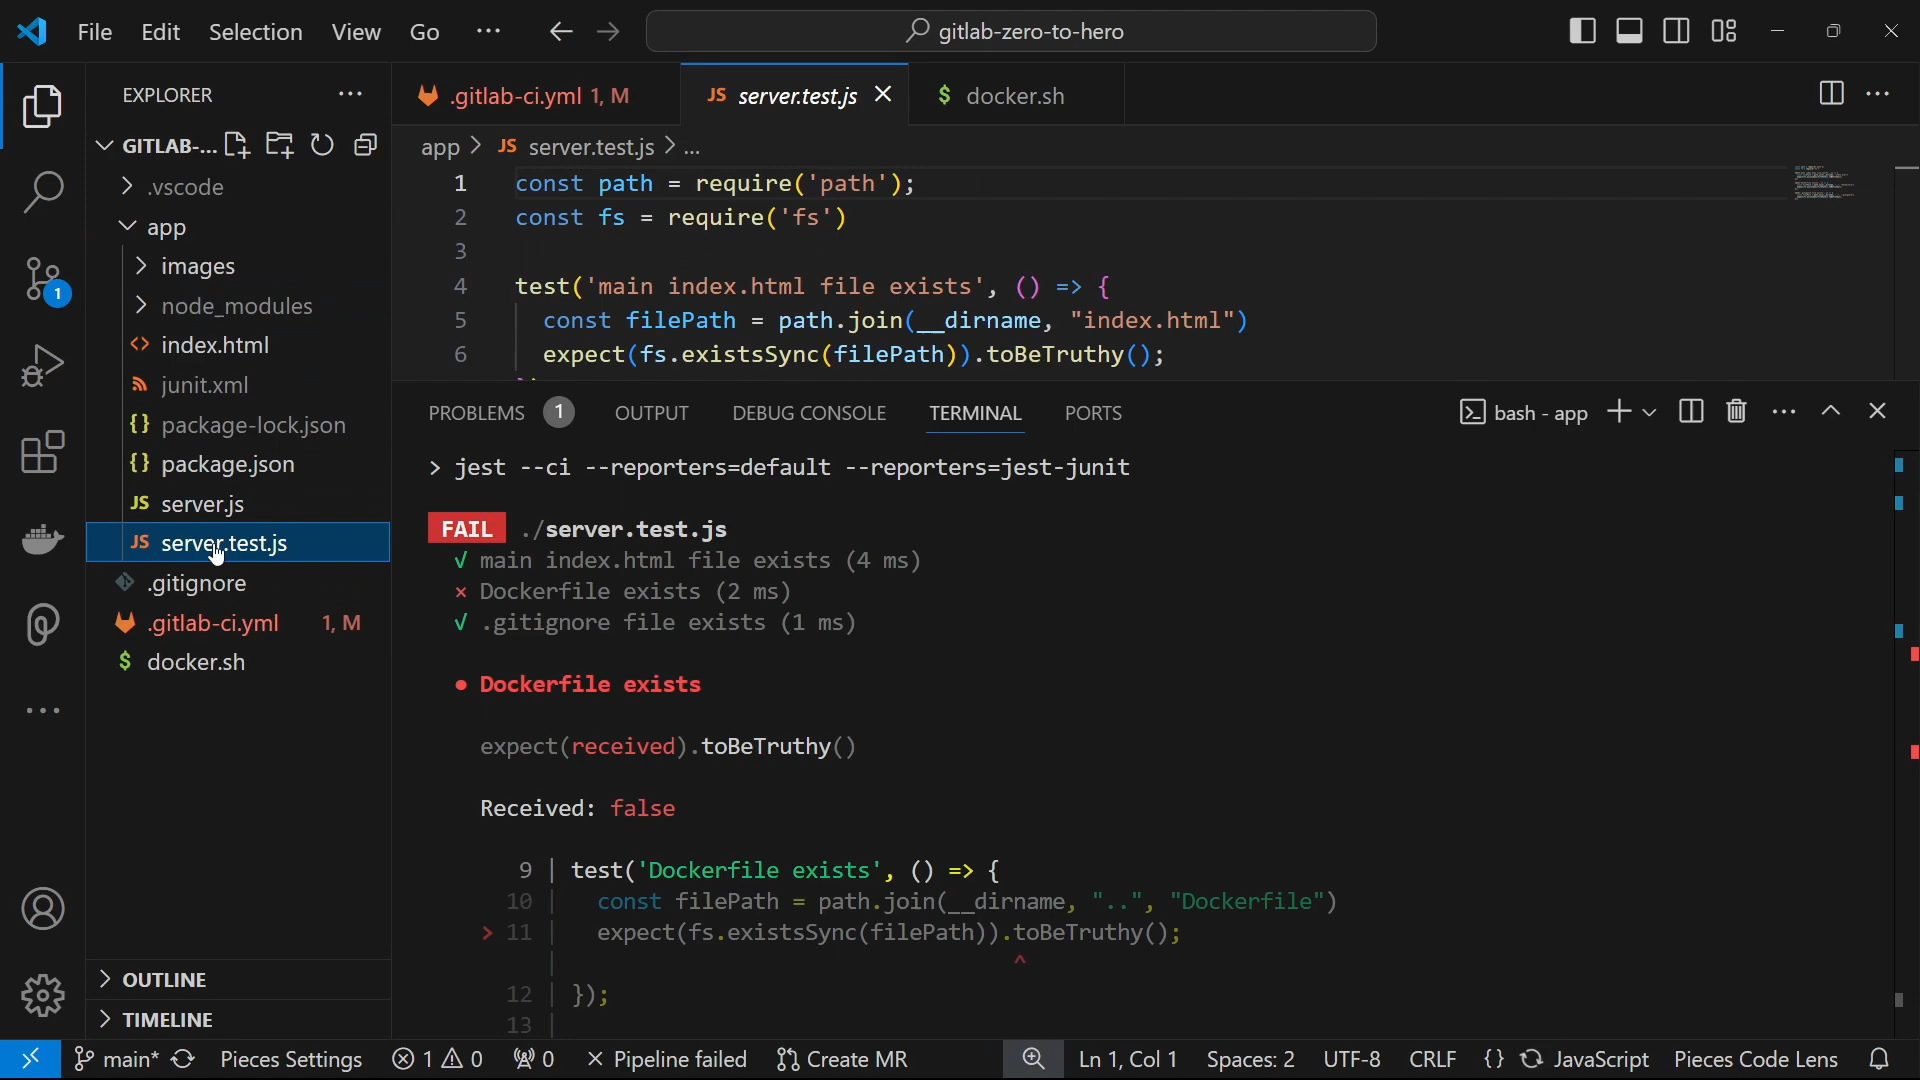 File Edit Selection View Go ··· gitlab-zero-to-hero
EXPLORER ···
GITLAB-...
.vscode
app
images
node_modules
index.html
junit.xml
package-lock.json
package.json
JS server.js
JS server.test.js
.gitignore
.gitlab-ci.yml 1, M
$ docker.sh
OUTLINE
TIMELINE
.gitlab-ci.yml 1, M JS server.test.js $ docker.sh
app > JS server.test.js > ...
1 const path = require('path');
2 const fs = require('fs')
3
4 test('main index.html file exists', () => {
5 const filePath = path.join(__dirname, "index.html")
6 expect(fs.existsSync(filePath)).toBeTruthy();
PROBLEMS 1 OUTPUT DEBUG CONSOLE TERMINAL PORTS bash - app
> jest --ci --reporters=default --reporters=jest-junit
FAIL ./server.test.js
√ main index.html file exists (4 ms)
× Dockerfile exists (2 ms)
√ .gitignore file exists (1 ms)
● Dockerfile exists
expect(received).toBeTruthy()
Received: false
9 | test('Dockerfile exists', () => {
10 | const filePath = path.join(__dirname, "..", "Dockerfile")
> 11 | expect(fs.existsSync(filePath)).toBeTruthy();
| ^
12 | });
13 |
1
main* Pieces Settings 1 0 0 Pipeline failed Create MR Ln 1, Col 1 Spaces: 2 UTF-8 CRLF {} JavaScript Pieces Code Lens